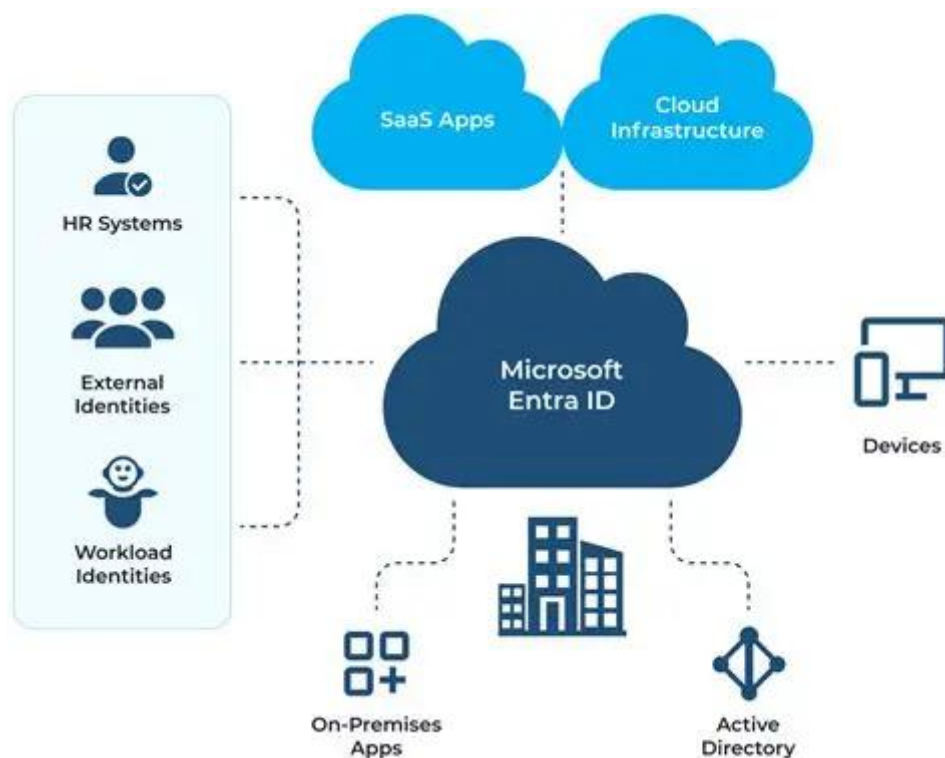 SaaS Apps
Cloud
Infrastructure
HR Systems
External
Identities
Workload
Identities
Microsoft
Entra ID
Devices
On-Premises
Apps
Active
Directory